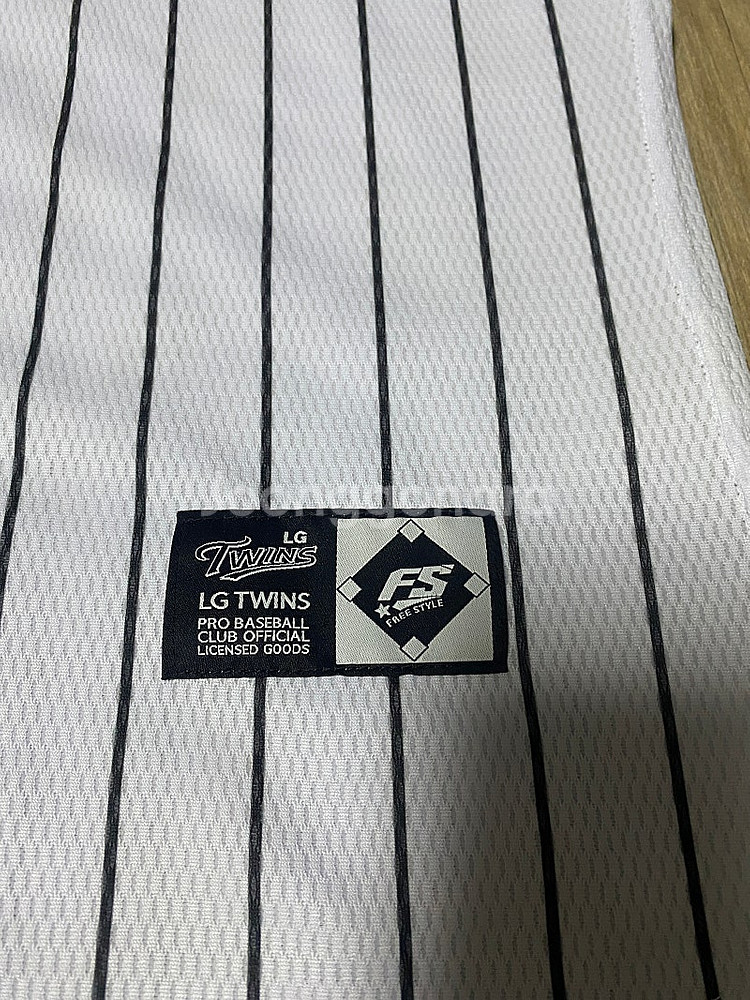 LG
TWINS
LG TWINS
PRO BASEBALL
CLUB OFFICIAL
LICENSED GOODS
FS
FREE STYLE